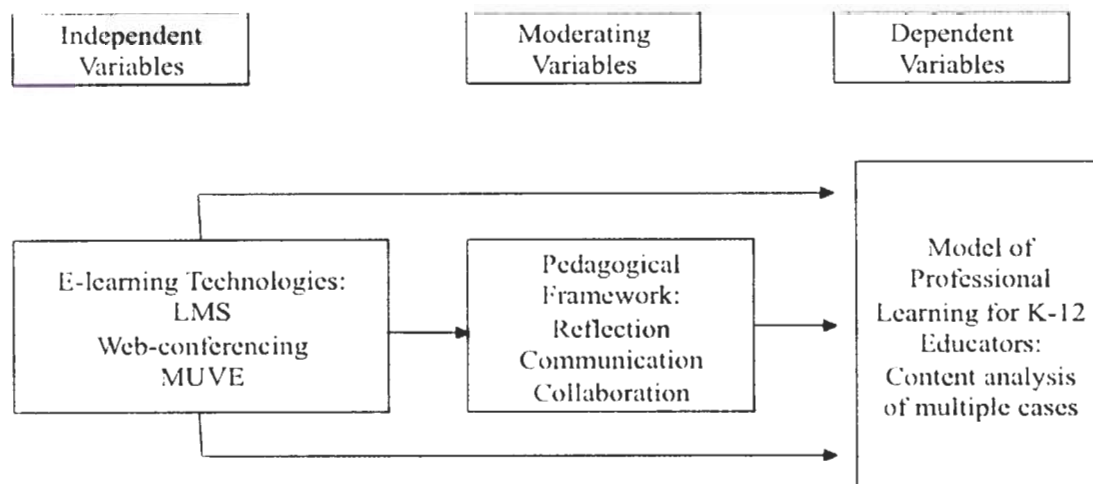 Independent
Variables
Moderating
Variables
Dependent
Variables
E-learning Technologies:
LMS
Web-conferencing
MUVE
Pedagogical
Framework:
Reflection
Communication
Collaboration
Model of
Professional
Learning for K-12
Educators:
Content analysis
of multiple cases